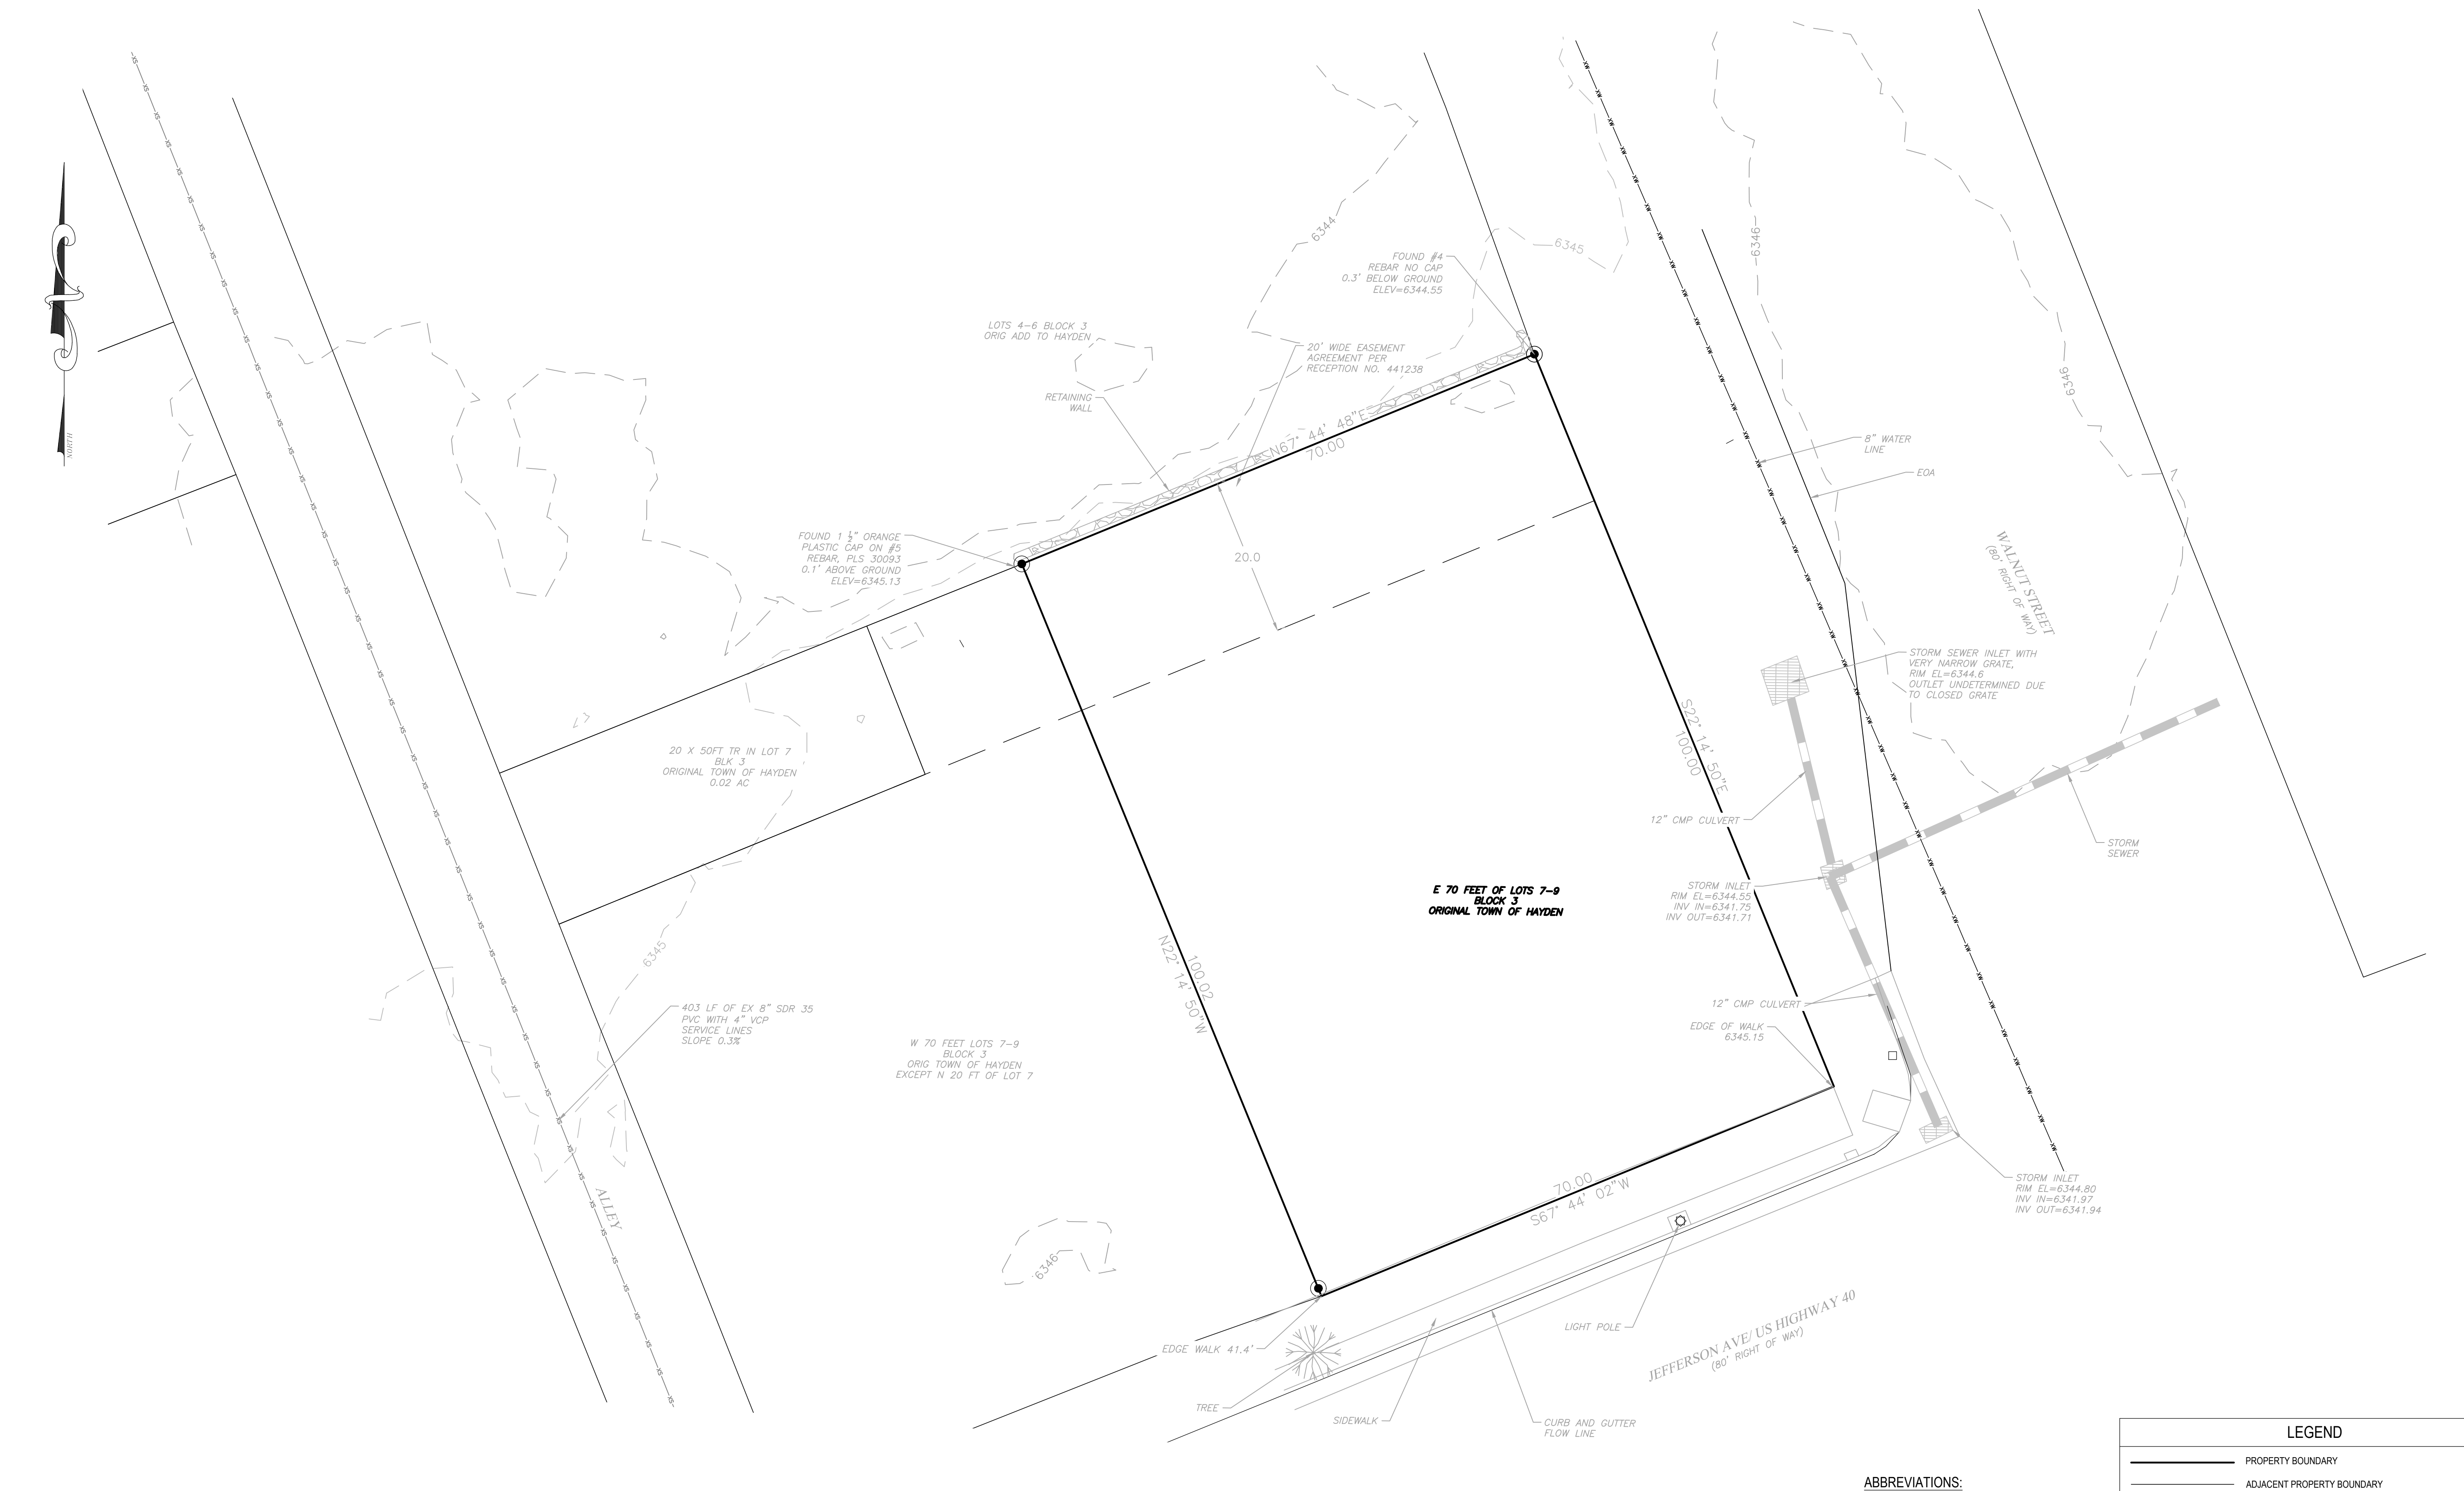 NORTH
6344
6345
6346
6346
FOUND #4
REBAR NO CAP
0.3' BELOW GROUND
ELEV=6344.55
LOTS 4-6 BLOCK 3
ORIG ADD TO HAYDEN
20' WIDE EASEMENT
AGREEMENT PER
RECEPTION NO. 441238
RETAINING
WALL
N67° 44' 48"E
70.00
8" WATER
LINE
EOA
FOUND 1 ½" ORANGE
PLASTIC CAP ON #5
REBAR, PLS 30093
0.1' ABOVE GROUND
ELEV=6345.13
20.0
WALNUT STREET
(80' RIGHT OF WAY)
STORM SEWER INLET WITH
VERY NARROW GRATE,
RIM EL=6344.6
OUTLET UNDETERMINED DUE
TO CLOSED GRATE
S22° 14' 50"E
100.00
20 X 50FT TR IN LOT 7
BLK 3
ORIGINAL TOWN OF HAYDEN
0.02 AC
12" CMP CULVERT
STORM
SEWER
E 70 FEET OF LOTS 7-9
BLOCK 3
ORIGINAL TOWN OF HAYDEN
STORM INLET
RIM EL=6344.55
INV IN=6341.75
INV OUT=6341.71
6345
100.02
N22° 14' 50"W
403 LF OF EX 8" SDR 35
PVC WITH 4" VCP
SERVICE LINES
SLOPE 0.3%
W 70 FEET LOTS 7-9
BLOCK 3
ORIG TOWN OF HAYDEN
EXCEPT N 20 FT OF LOT 7
12" CMP CULVERT
EDGE OF WALK
6345.15
ALLEY
70.00
S67° 44' 02"W
STORM INLET
RIM EL=6344.80
INV IN=6341.97
INV OUT=6341.94
6346
EDGE WALK 41.4'
LIGHT POLE
JEFFERSON AVE/ US HIGHWAY 40
(80' RIGHT OF WAY)
TREE
SIDEWALK
CURB AND GUTTER
FLOW LINE
LEGEND
PROPERTY BOUNDARY
ADJACENT PROPERTY BOUNDARY
ABBREVIATIONS: